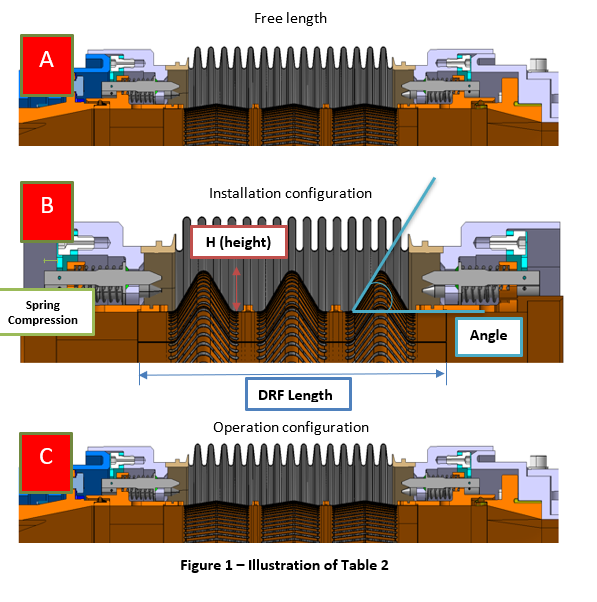 Free length
A
Installation configuration
B
H (height)
Spring
Compression
Angle
DRF Length
Operation configuration
C
Figure 1 – Illustration of Table 2